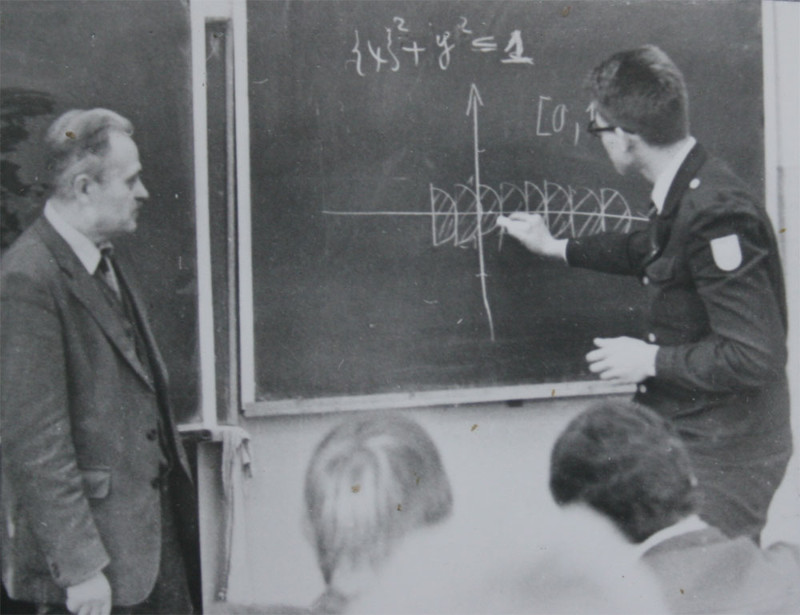 {x}² + y² ≤ 1
[0,